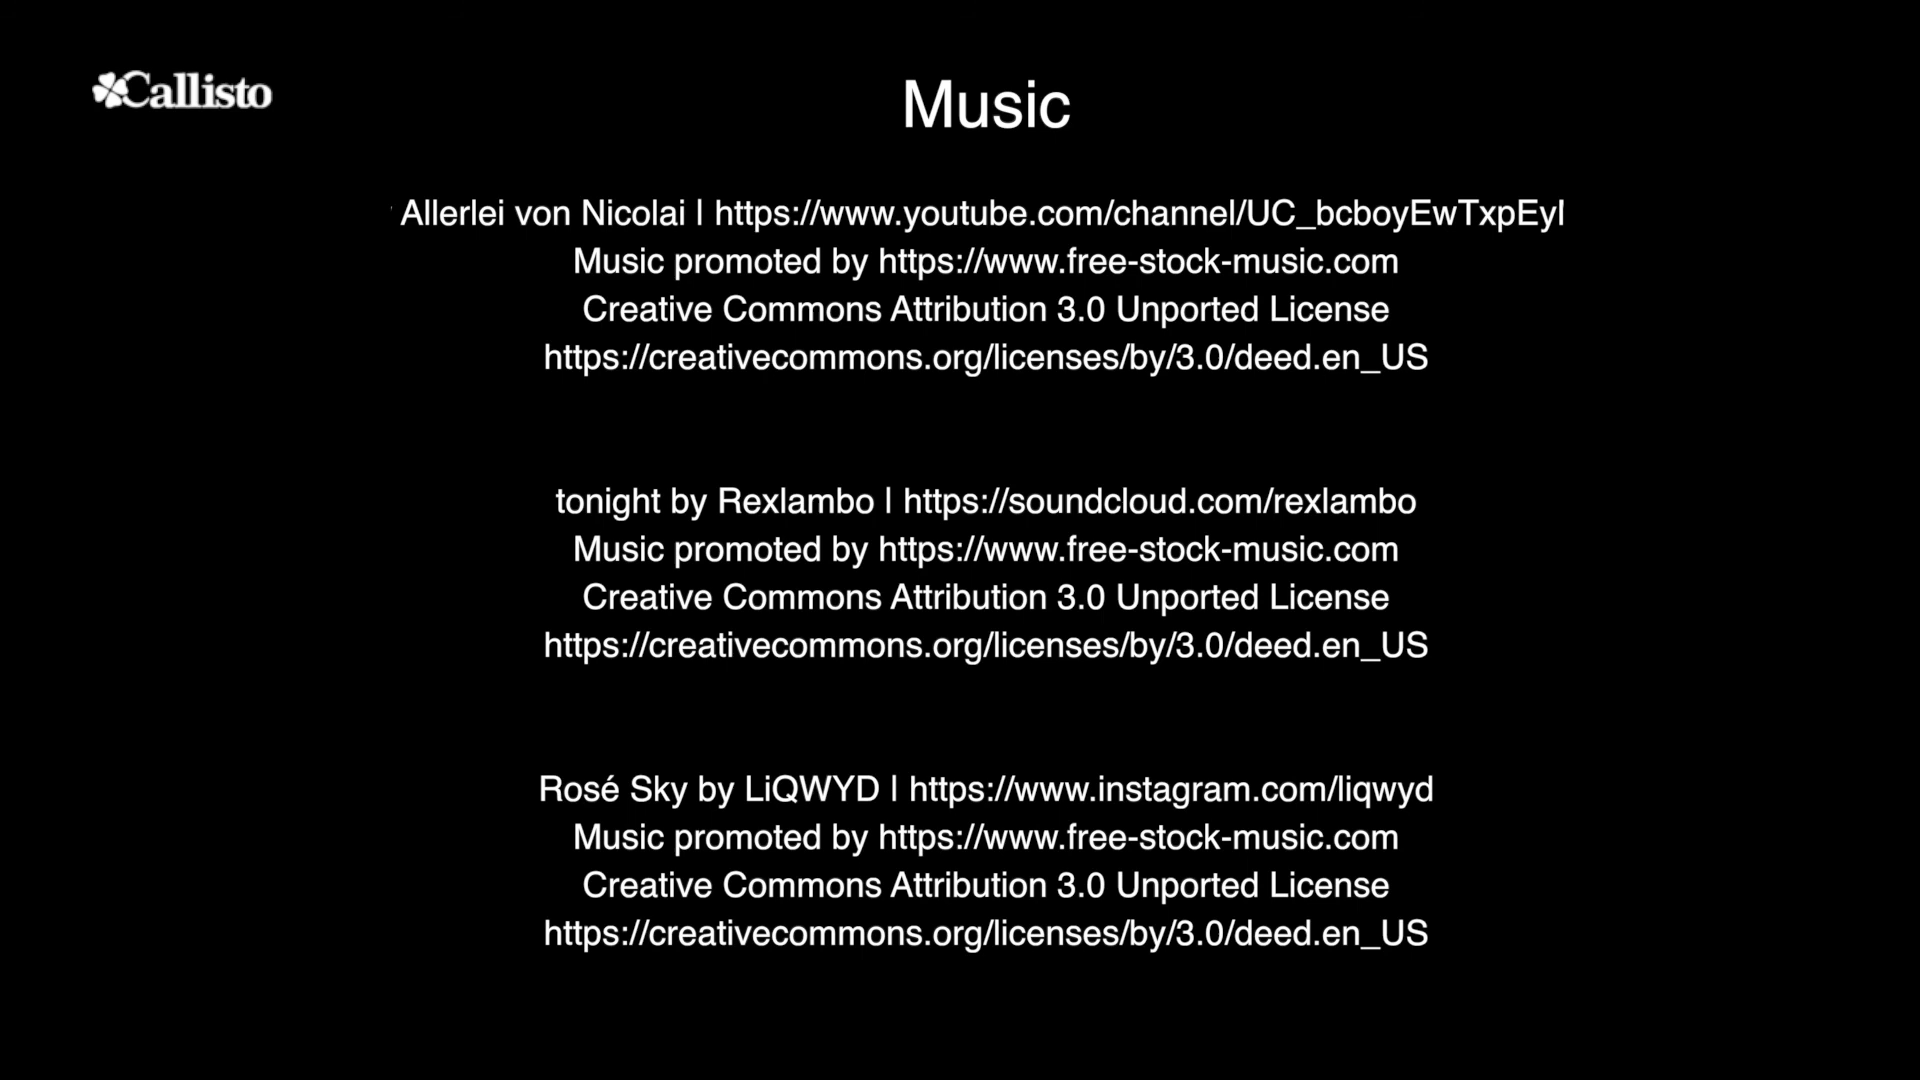 Callisto
Music
Allerlei von Nicolai | https://www.youtube.com/channel/UC_bcboyEwTxpEyI
Music promoted by https://www.free-stock-music.com
Creative Commons Attribution 3.0 Unported License
https://creativecommons.org/licenses/by/3.0/deed.en_US
tonight by Rexlambo | https://soundcloud.com/rexlambo
Music promoted by https://www.free-stock-music.com
Creative Commons Attribution 3.0 Unported License
https://creativecommons.org/licenses/by/3.0/deed.en_US
Rosé Sky by LiQWYD | https://www.instagram.com/liqwyd
Music promoted by https://www.free-stock-music.com
Creative Commons Attribution 3.0 Unported License
https://creativecommons.org/licenses/by/3.0/deed.en_US